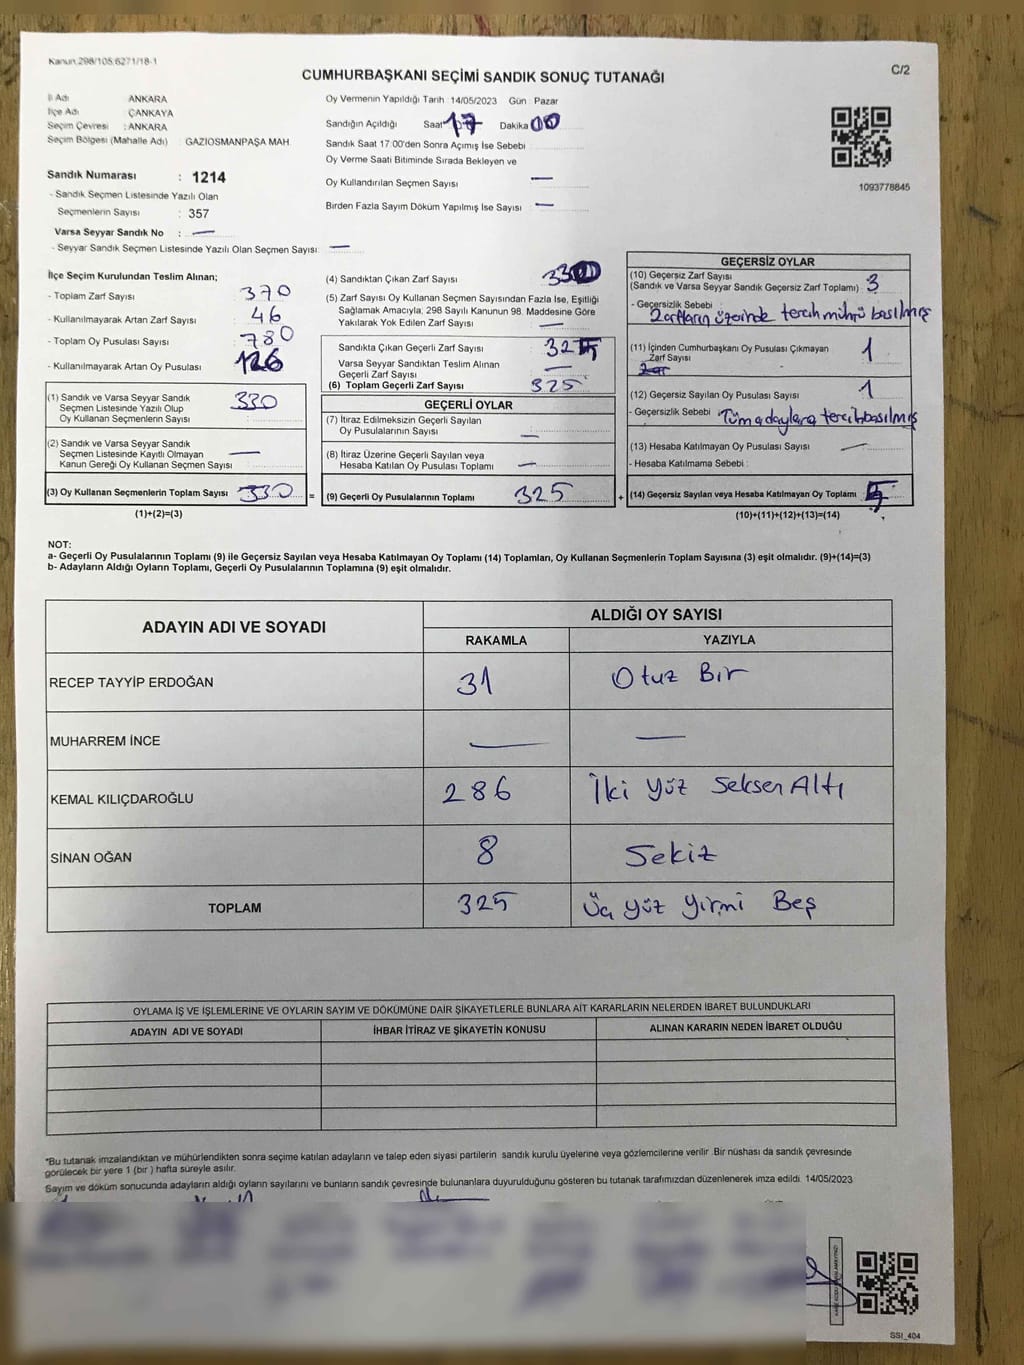 Kanun.298/105,6271/18-1
C/2
CUMHURBAŞKANI SEÇİMİ SANDIK SONUÇ TUTANAĞI
İl Adı ANKARA
İlçe Adı ÇANKAYA
Seçim Çevresi : ANKARA
Seçim Bölgesi (Mahalle Adı) : GAZİOSMANPAŞA MAH.
Sandık Numarası : 1214
- Sandık Seçmen Listesinde Yazılı Olan
Seçmenlerin Sayısı : 357
Varsa Seyyar Sandık No : —
- Seyyar Sandık Seçmen Listesinde Yazılı Olan Seçmen Sayısı: —
Oy Vermenin Yapıldığı Tarih : 14/05/2023 Gün : Pazar
Sandığın Açıldığı Saat 17 Dakika 00
Sandık Saat 17:00'den Sonra Açımış İse Sebebi
Oy Verme Saati Bitiminde Sırada Bekleyen ve
Oy Kullandırılan Seçmen Sayısı —
Birden Fazla Sayım Döküm Yapılmış İse Sayısı : —
1093778845
İlçe Seçim Kurulundan Teslim Alınan;
- Toplam Zarf Sayısı 370
- Kullanılmayarak Artan Zarf Sayısı : 46
- Toplam Oy Pusulası Sayısı : 780
- Kullanılmayarak Artan Oy Pusulası : 126
(1) Sandık ve Varsa Seyyar Sandık
Seçmen Listesinde Yazılı Olup
Oy Kullanan Seçmenlerin Sayısı 330
(2) Sandık ve Varsa Seyyar Sandık
Seçmen Listesinde Kayıtlı Olmayan
Kanun Gereği Oy Kullanan Seçmen Sayısı —
(3) Oy Kullanan Seçmenlerin Toplam Sayısı 330 =
(1)+(2)=(3)
(4) Sandıktan Çıkan Zarf Sayısı 330
(5) Zarf Sayısı Oy Kullanan Seçmen Sayısından Fazla İse, Eşitliği
Sağlamak Amacıyla, 298 Sayılı Kanunun 98. Maddesine Göre
Yakılarak Yok Edilen Zarf Sayısı —
Sandıkta Çıkan Geçerli Zarf Sayısı 325
Varsa Seyyar Sandıktan Teslim Alınan
Geçerli Zarf Sayısı —
(6) Toplam Geçerli Zarf Sayısı 325
GEÇERLİ OYLAR
(7) İtiraz Edilmeksizin Geçerli Sayılan
Oy Pusulalarının Sayısı —
(8) İtiraz Üzerine Geçerli Sayılan veya
Hesaba Katılan Oy Pusulası Toplamı —
(9) Geçerli Oy Pusulalarının Toplamı 325 +
GEÇERSİZ OYLAR
(10) Geçersiz Zarf Sayısı
(Sandık ve Varsa Seyyar Sandık Geçersiz Zarf Toplamı) : 3
- Geçersizlik Sebebi
Zarfların üzerinde tercih mührü basılmış
(11) İçinden Cumhurbaşkanı Oy Pusulası Çıkmayan
Zarf Sayısı 1
(12) Geçersiz Sayılan Oy Pusulası Sayısı : 1
- Geçersizlik Sebebi Tüm adaylara tercih basılmış
(13) Hesaba Katılmayan Oy Pusulası Sayısı : —
- Hesaba Katılmama Sebebi :
(14) Geçersiz Sayılan veya Hesaba Katılmayan Oy Toplamı : 5
(10)+(11)+(12)+(13)=(14)
NOT:
a- Geçerli Oy Pusulalarının Toplamı (9) ile Geçersiz Sayılan veya Hesaba Katılmayan Oy Toplamı (14) Toplamları, Oy Kullanan Seçmenlerin Toplam Sayısına (3) eşit olmalıdır. (9)+(14)=(3)
b- Adayların Aldığı Oyların Toplamı, Geçerli Oy Pusulalarının Toplamına (9) eşit olmalıdır.
ADAYIN ADI VE SOYADI ALDIĞI OY SAYISI
RAKAMLA YAZIYLA
RECEP TAYYİP ERDOĞAN 31 Otuz Bir
MUHARREM İNCE — —
KEMAL KILIÇDAROĞLU 286 İki yüz Seksen Altı
SİNAN OĞAN 8 Sekiz
TOPLAM 325 Üç yüz yirmi Beş
OYLAMA İŞ VE İŞLEMLERİNE VE OYLARIN SAYIM VE DÖKÜMÜNE DAİR ŞİKAYETLERLE BUNLARA AİT KARARLARIN NELERDEN İBARET BULUNDUKLARI
ADAYIN ADI VE SOYADI İHBAR İTİRAZ VE ŞİKAYETİN KONUSU ALINAN KARARIN NEDEN İBARET OLDUĞU
*Bu tutanak imzalandıktan ve mühürlendikten sonra seçime katılan adayların ve talep eden siyasi partilerin sandık kurulu üyelerine veya gözlemcilerine verilir .Bir nüshası da sandık çevresinde
görülecek bir yere 1 (bir ) hafta süreyle asılır.
Sayım ve döküm sonucunda adayların aldığı oyların sayılarını ve bunların sandık çevresinde bulunanlara duyurulduğunu gösteren bu tutanak tarafımızdan düzenlenerek imza edildi. 14/05/2023
SSI_404